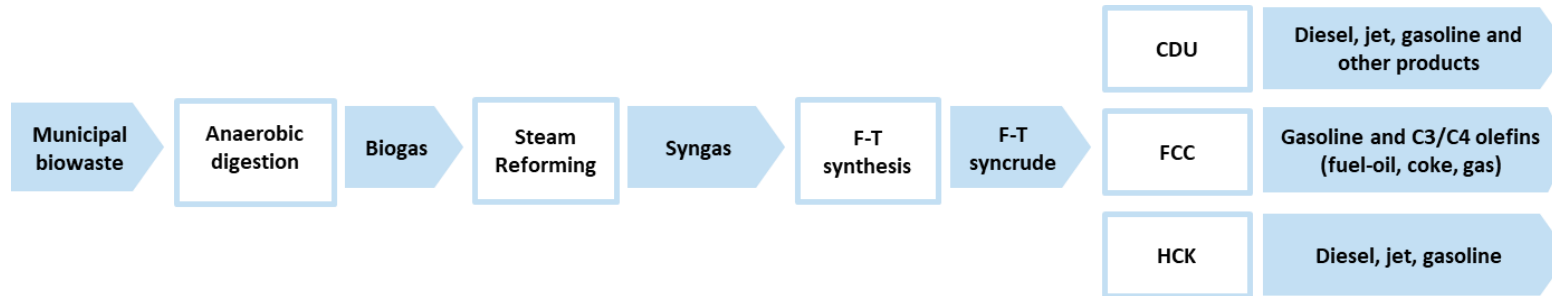 Municipal
biowaste
Anaerobic
digestion
Biogas
Steam
Reforming
Syngas
F-T
synthesis
F-T
syncrude
CDU
Diesel, jet, gasoline and
other products
FCC
Gasoline and C3/C4 olefins
(fuel-oil, coke, gas)
HCK
Diesel, jet, gasoline